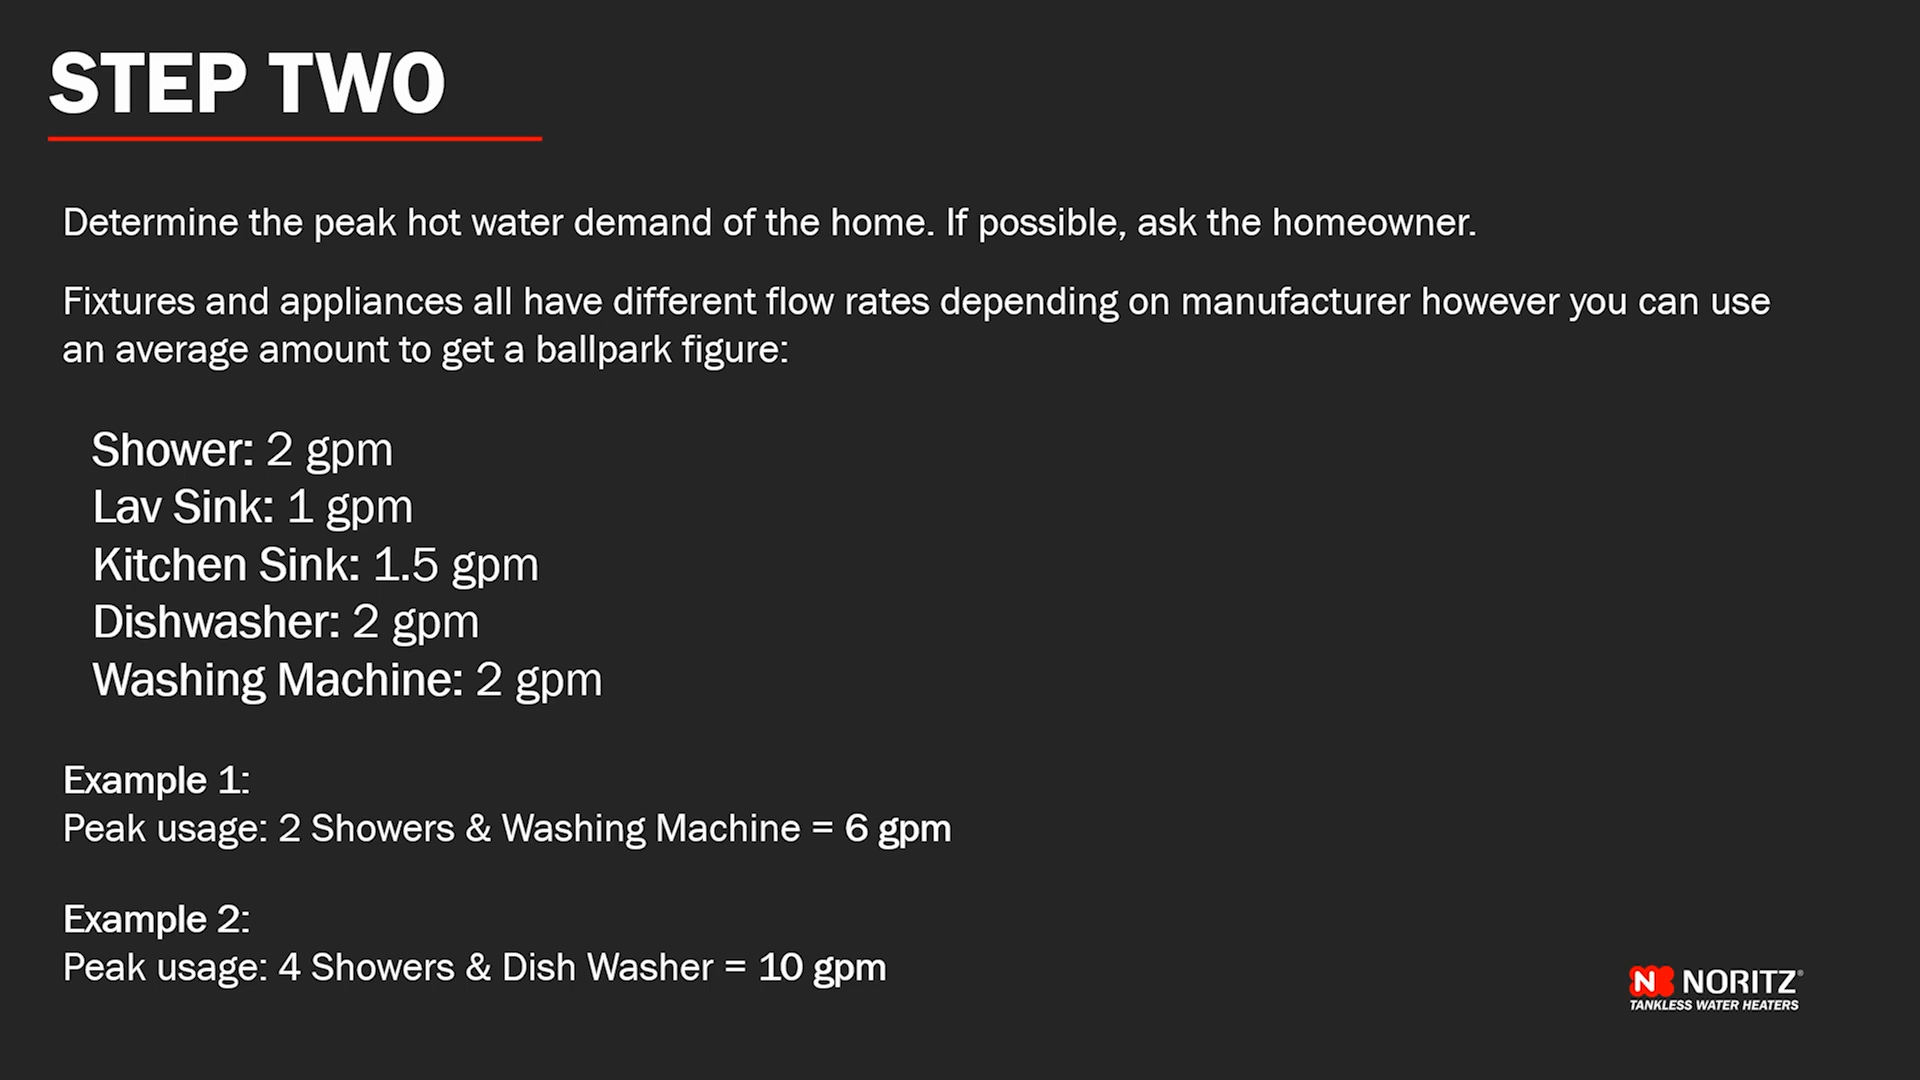 STEP TWO
Determine the peak hot water demand of the home. If possible, ask the homeowner.
Fixtures and appliances all have different flow rates depending on manufacturer however you can use
an average amount to get a ballpark figure:
Shower: 2 gpm
Lav Sink: 1 gpm
Kitchen Sink: 1.5 gpm
Dishwasher: 2 gpm
Washing Machine: 2 gpm
Example 1:
Peak usage: 2 Showers & Washing Machine = 6 gpm
Example 2:
Peak usage: 4 Showers & Dish Washer = 10 gpm
N NORITZ®
TANKLESS WATER HEATERS